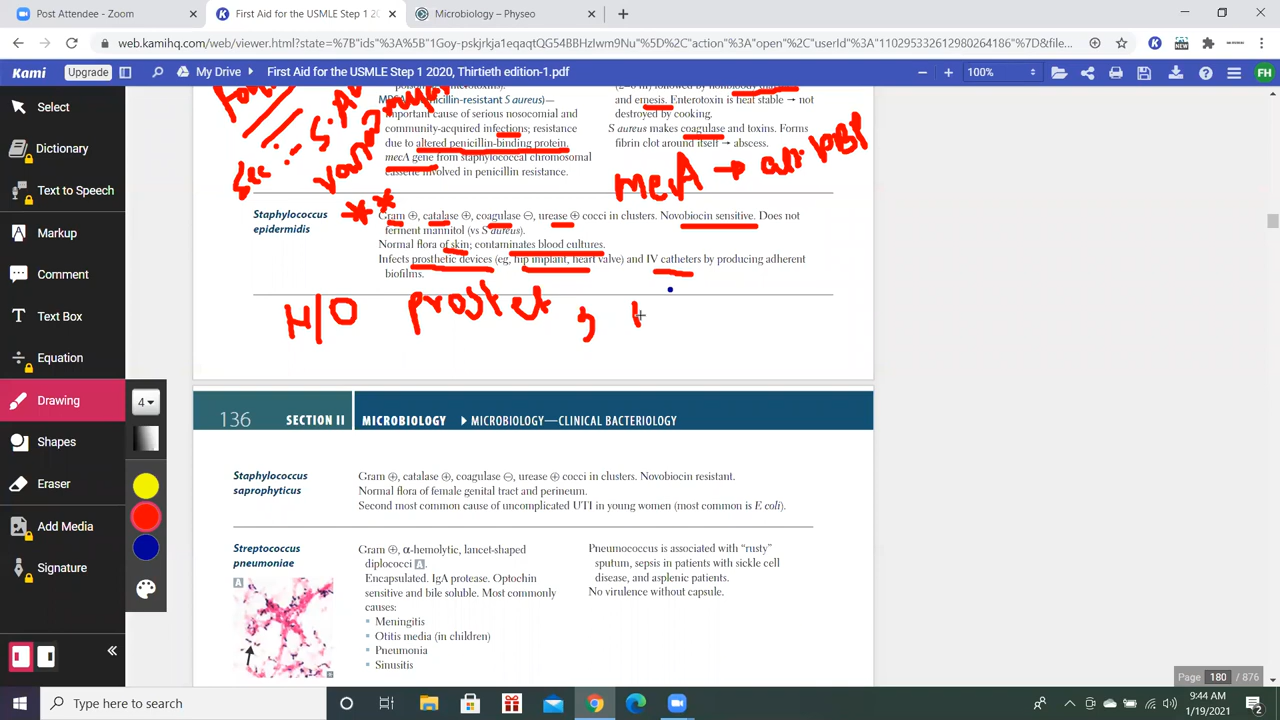 Post Attendee - Zoom
First Aid for the USMLE Step 1 20
Microbiology – Physeo
web.kamihq.com/web/viewer.html?state=%7B"ids"%3A%5B"1Goy-pskjrkja1eqaqtQG54BBHzIwm9Nu"%5D%2C"action"%3A"open"%2C"userId"%3A"110295332612980264186"%7D&file...
Kami
Upgrade
My Drive
First Aid for the USMLE Step 1 2020, Thirtieth edition-1.pdf
100%
Dictionary
Text to Speech
Markup
Comment
Text Box
Equation
Drawing
Shapes
Eraser
Add Media
Signature
4
important cause of serious nosocomial and
community-acquired infections; resistance
due to altered penicillin-binding protein.
mecA gene from staphylococcal chromosomal
cassette involved in penicillin resistance.
and emesis. Enterotoxin is heat stable → not
destroyed by cooking.
S aureus makes coagulase and toxins. Forms
fibrin clot around itself → abscess.
mecA → alt. PBP
Staphylococcus
epidermidis
**
Gram ⊕, catalase ⊕, coagulase ⊖, urease ⊕ cocci in clusters. Novobiocin sensitive. Does not
ferment mannitol (vs S aureus).
Normal flora of skin; contaminates blood cultures.
Infects prosthetic devices (eg, hip implant, heart valve) and IV catheters by producing adherent
biofilms.
H/O prostet ,
136 SECTION II MICROBIOLOGY ▶ MICROBIOLOGY—CLINICAL BACTERIOLOGY
Staphylococcus
saprophyticus
Gram ⊕, catalase ⊕, coagulase ⊖, urease ⊕ cocci in clusters. Novobiocin resistant.
Normal flora of female genital tract and perineum.
Second most common cause of uncomplicated UTI in young women (most common is E coli).
Streptococcus
pneumoniae
A
Gram ⊕, α-hemolytic, lancet-shaped
diplococci A.
Encapsulated. IgA protease. Optochin
sensitive and bile soluble. Most commonly
causes:
▪ Meningitis
▪ Otitis media (in children)
▪ Pneumonia
▪ Sinusitis
Pneumococcus is associated with “rusty”
sputum, sepsis in patients with sickle cell
disease, and asplenic patients.
No virulence without capsule.
Page 180 / 876
Type here to search
9:44 AM
1/19/2021
2